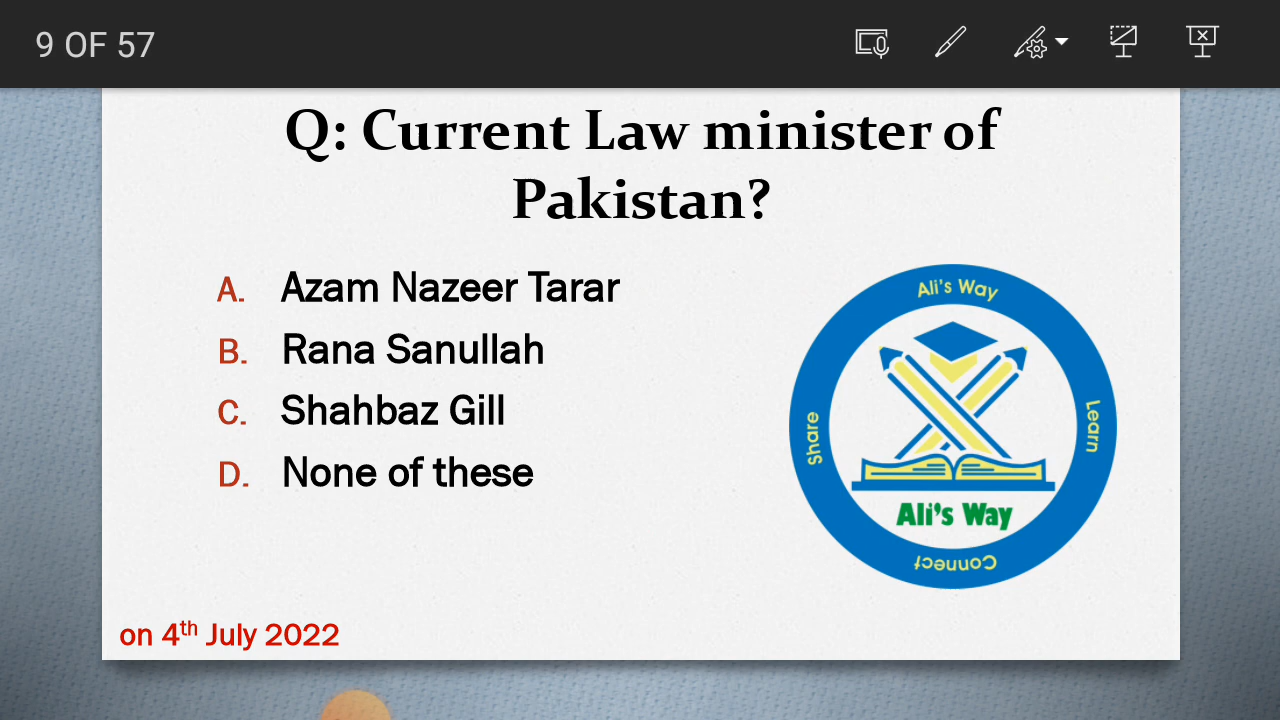 9 OF 57
Q: Current Law minister of
Pakistan?
A. Azam Nazeer Tarar
B. Rana Sanullah
C. Shahbaz Gill
D. None of these
Ali's Way
Share
Learn
Ali's Way
Connect
on 4th July 2022